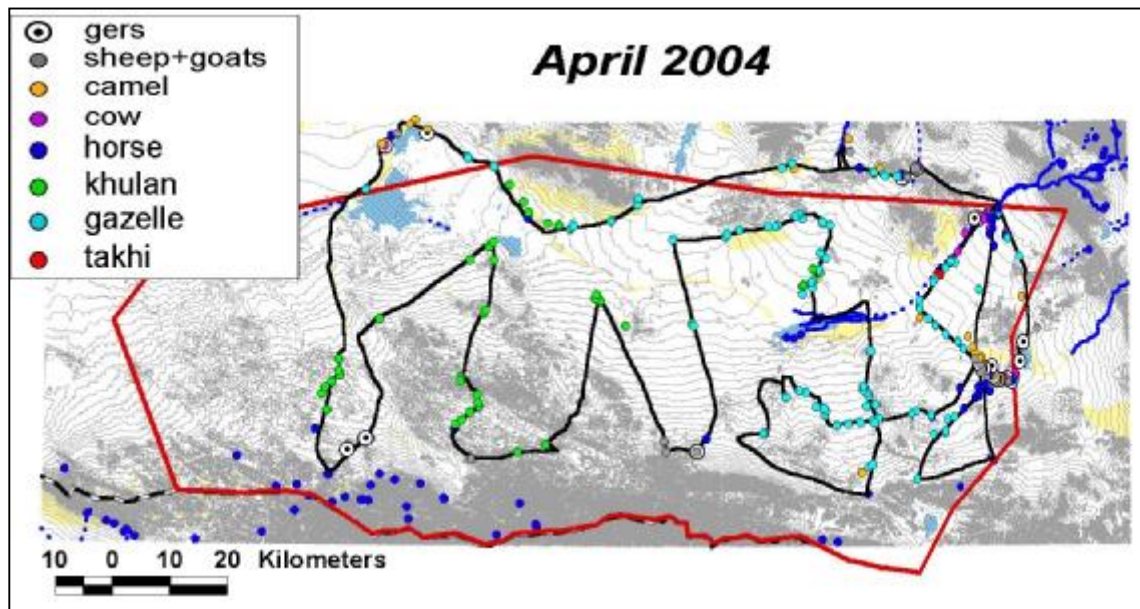 gers
sheep+goats
camel
cow
horse
khulan
gazelle
takhi
April 2004
10 0 10 20 Kilometers